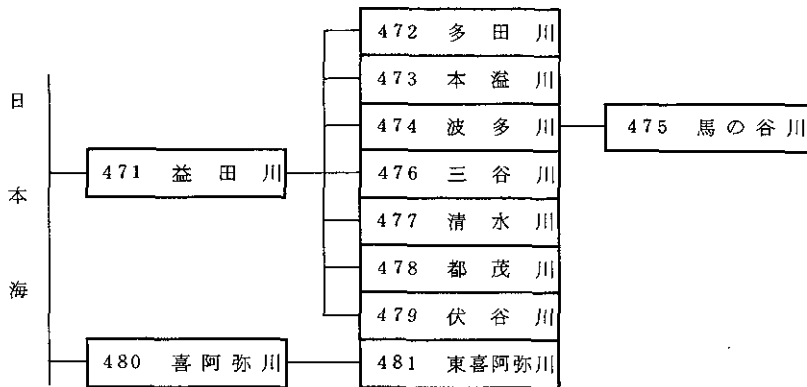 472 多田川
473 本溢川
日
474 波多川
475 馬の谷川
471 益田川
476 三谷川
本
477 清水川
478 都茂川
海
479 伏谷川
480 喜阿弥川
481 東喜阿弥川